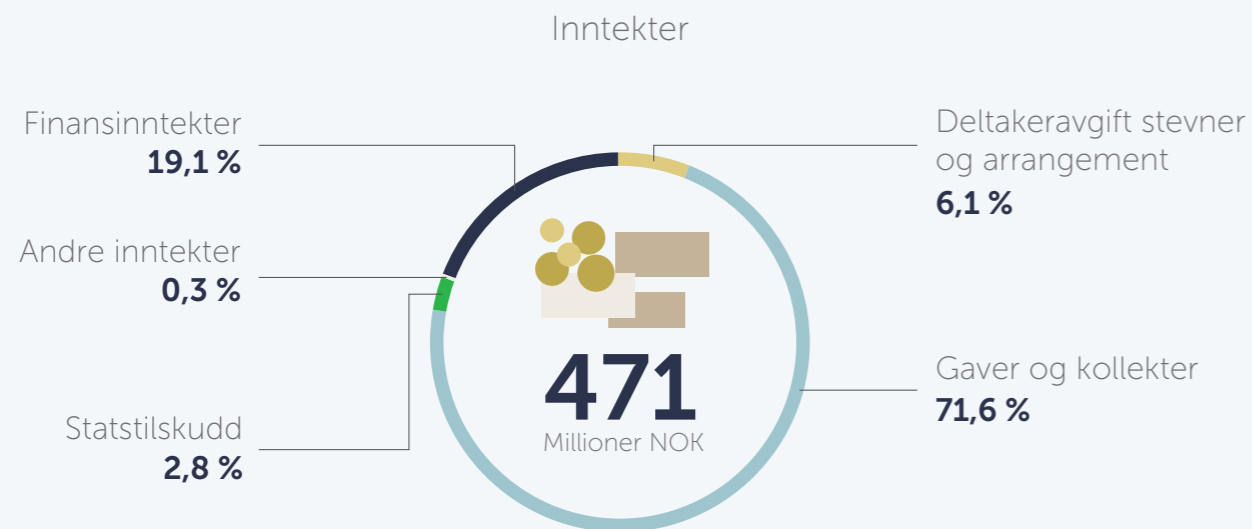 Inntekter
Finansinntekter
19,1 %
Andre inntekter
0,3 %
Statstilskudd
2,8 %
471
Millioner NOK
Deltakeravgift stevner
og arrangement
6,1 %
Gaver og kollekter
71,6 %